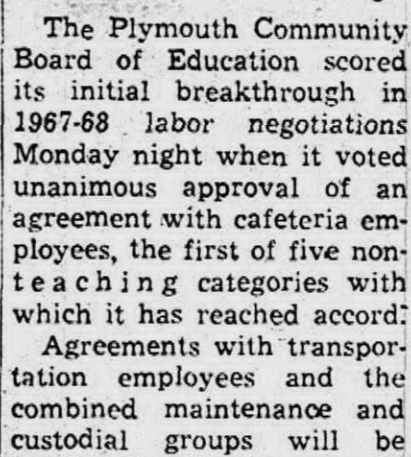 The Plymouth Community
Board of Education scored
its initial breakthrough in
1967-68 labor negotiations
Monday night when it voted
unanimous approval of an
agreement with cafeteria em-
ployees, the first of five non-
teaching categories with
which it has reached accord.
Agreements with transpor-
tation employees and the
combined maintenance and
custodial groups will be